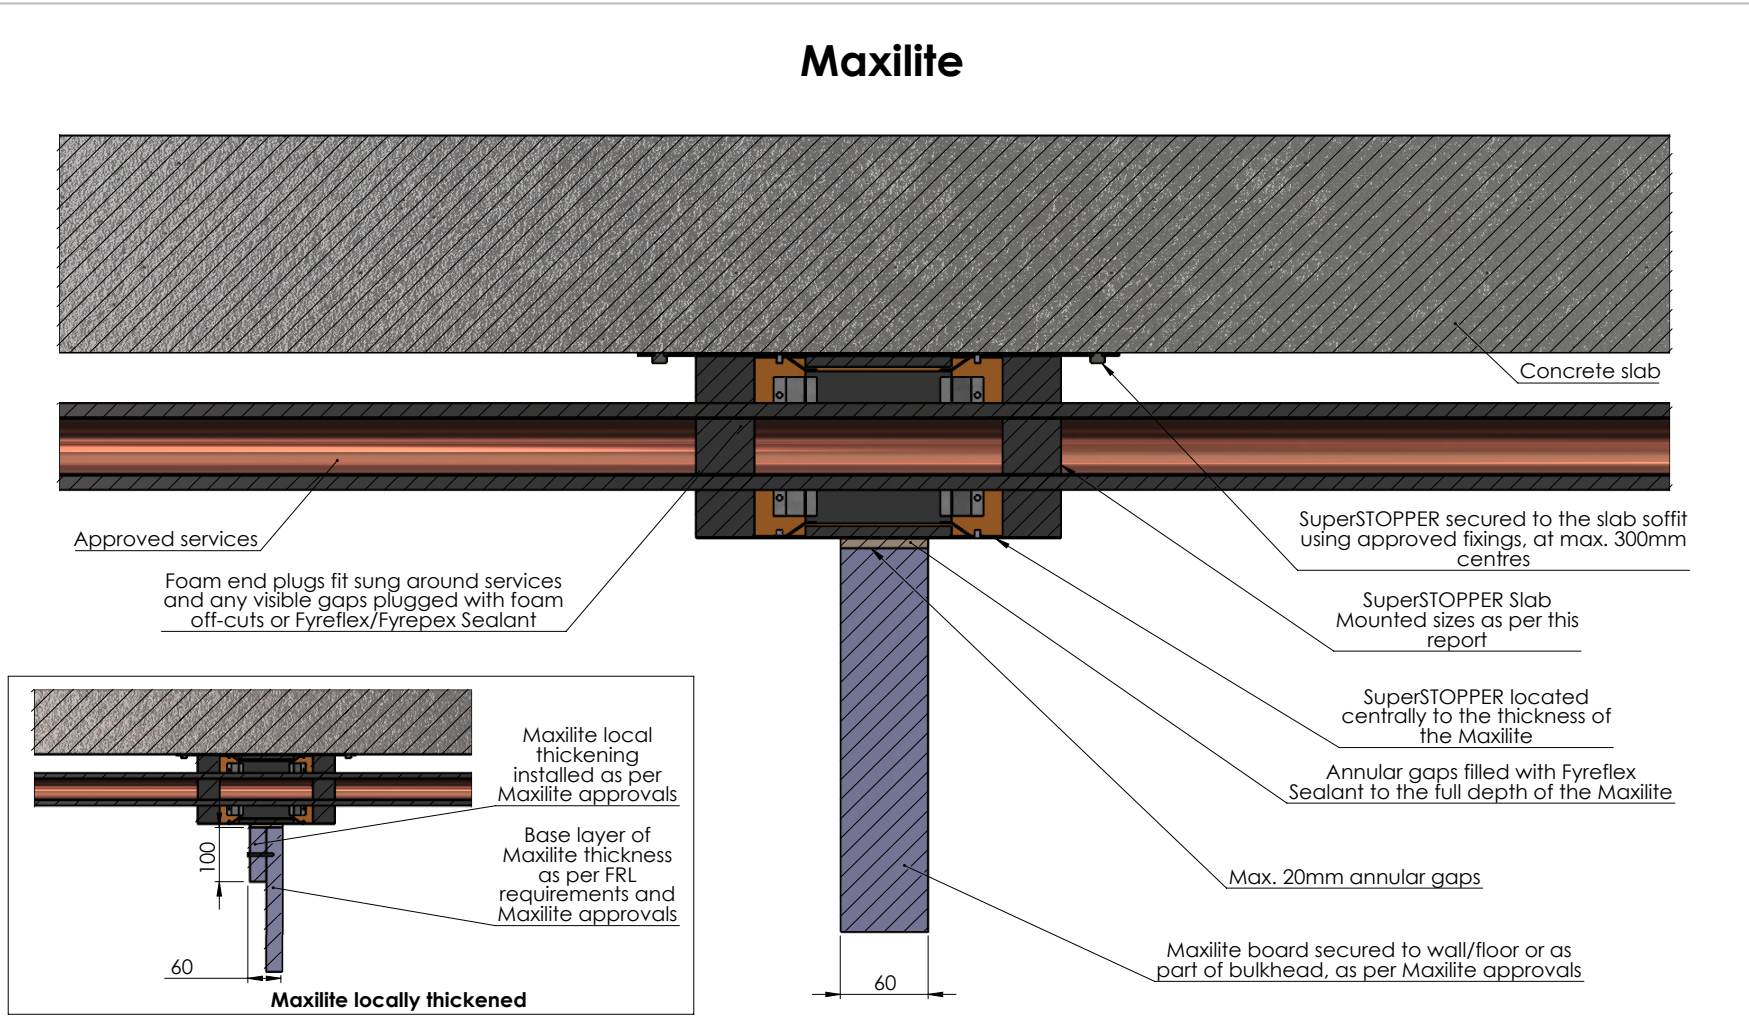 Maxilite
Concrete slab
Approved services
Foam end plugs fit sung around services
and any visible gaps plugged with foam
off-cuts or Fyreflex/Fyrepex Sealant
SuperSTOPPER secured to the slab soffit
using approved fixings, at max. 300mm
centres
SuperSTOPPER Slab
Mounted sizes as per this
report
SuperSTOPPER located
centrally to the thickness of
the Maxilite
Annular gaps filled with Fyreflex
Sealant to the full depth of the Maxilite
Max. 20mm annular gaps
Maxilite board secured to wall/floor or as
part of bulkhead, as per Maxilite approvals
60
Maxilite local
thickening
installed as per
Maxilite approvals
Base layer of
Maxilite thickness
as per FRL
requirements and
Maxilite approvals
100
60
Maxilite locally thickened